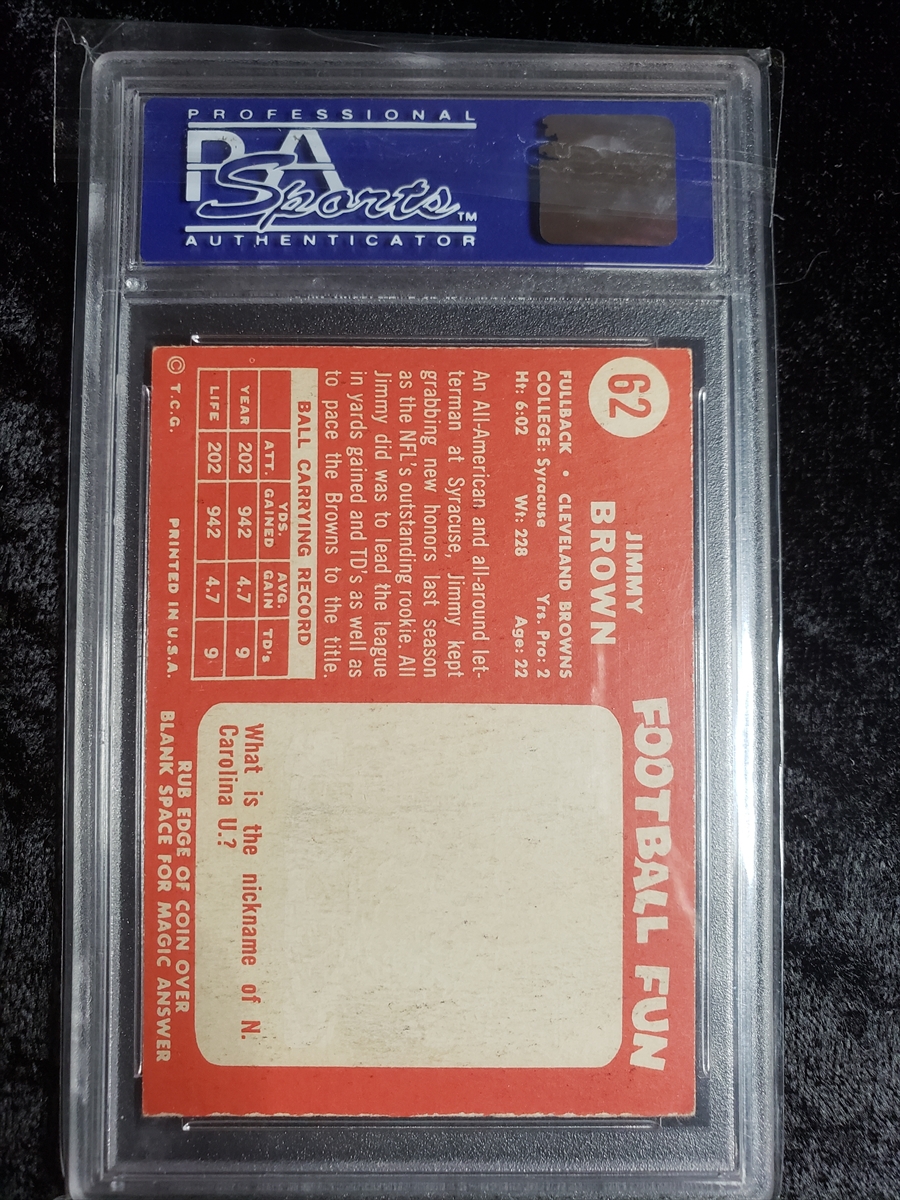 PROFESSIONAL
PSA
Sports™
AUTHENTICATOR
62
JIMMY
BROWN
FULLBACK • CLEVELAND BROWNS
COLLEGE: Syracuse Yrs. Pro: 2
Ht: 6:02 Wt: 228 Age: 22
An All-American and all-around let-
terman at Syracuse, Jimmy kept
grabbing new honors last season
as the NFL's outstanding rookie. All
Jimmy did was to lead the league
in yards gained and TD's as well as
to pace the Browns to the title.
BALL CARRYING RECORD
ATT. YDS. GAINED AVG GAIN TD's
YEAR 202 942 4.7 9
LIFE 202 942 4.7 9
© T.C.G. PRINTED IN U.S.A.
FOOTBALL FUN
What is the nickname of N.
Carolina U.?
RUB EDGE OF COIN OVER
BLANK SPACE FOR MAGIC ANSWER